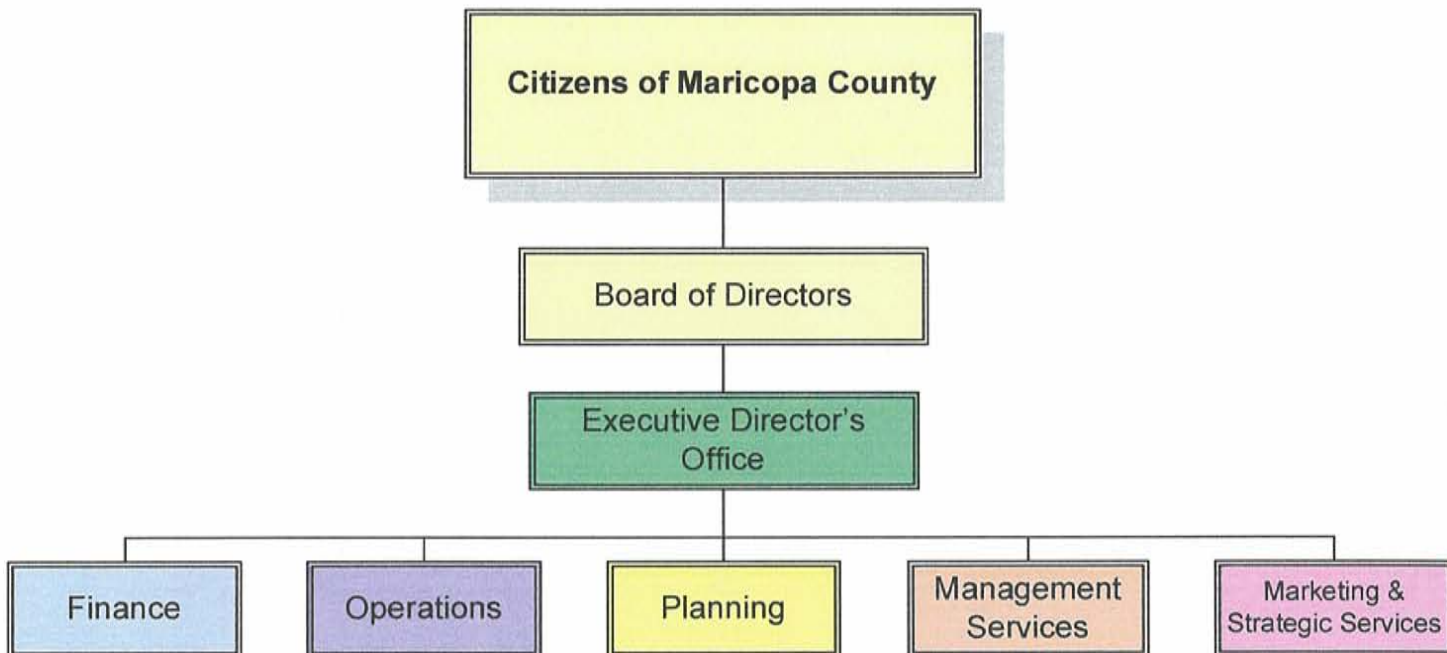 Citizens of Maricopa County
Board of Directors
Executive Director's
Office
Finance
Operations
Planning
Management
Services
Marketing &
Strategic Services